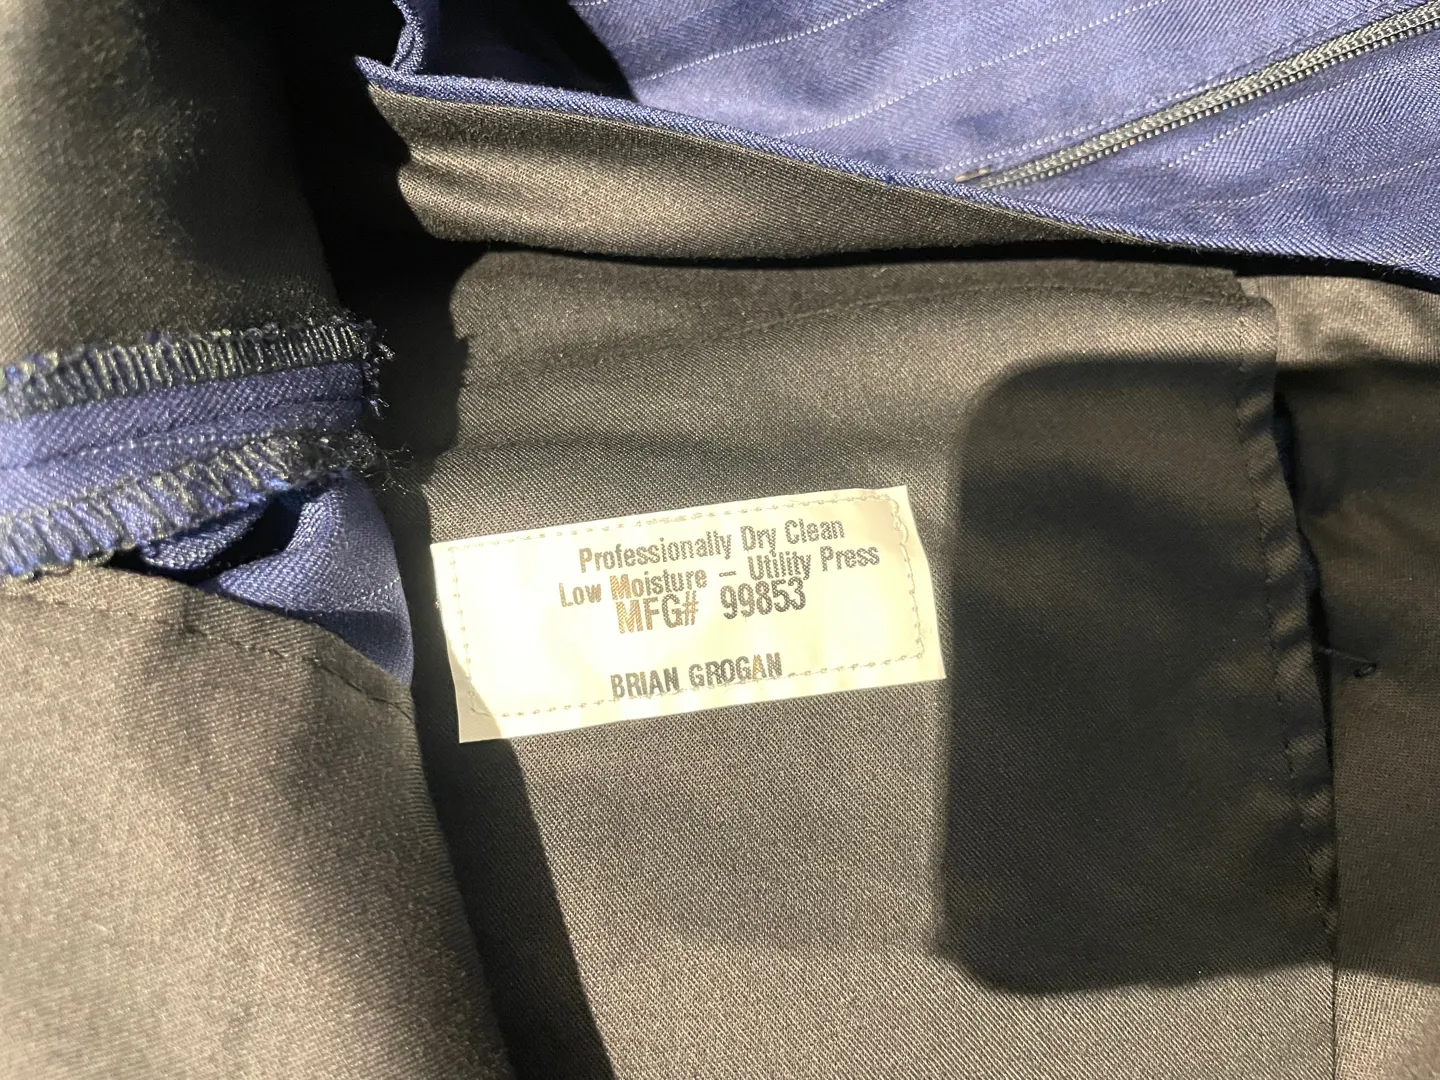 Professionally Dry Clean
Low Moisture – Utility Press
MFG# 99853
BRIAN GROGAN